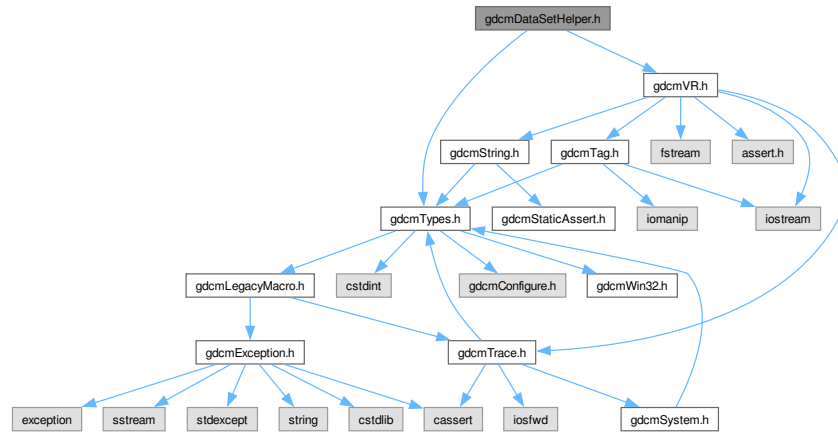 gdcmDataSetHelper.h
gdcmVR.h
gdcmString.h
gdcmTag.h
fstream
assert.h
gdcmTypes.h
gdcmStaticAssert.h
iomanip
iostream
gdcmLegacyMacro.h
cstdint
gdcmConfigure.h
gdcmWin32.h
gdcmException.h
gdcmTrace.h
exception
sstream
stdexcept
string
cstdlib
cassert
iosfwd
gdcmSystem.h